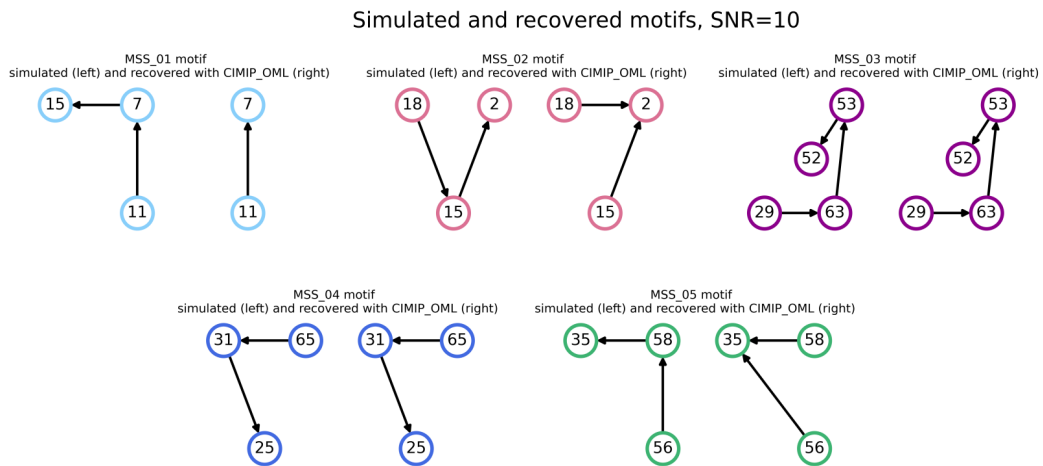 Simulated and recovered motifs, SNR=10
MSS_01 motif
simulated (left) and recovered with CIMIP_OML (right)
15
7
11
7
11
MSS_02 motif
simulated (left) and recovered with CIMIP_OML (right)
18
2
15
18
2
15
MSS_03 motif
simulated (left) and recovered with CIMIP_OML (right)
53
52
29
63
53
52
29
63
MSS_04 motif
simulated (left) and recovered with CIMIP_OML (right)
31
65
25
31
65
25
MSS_05 motif
simulated (left) and recovered with CIMIP_OML (right)
35
58
56
35
58
56